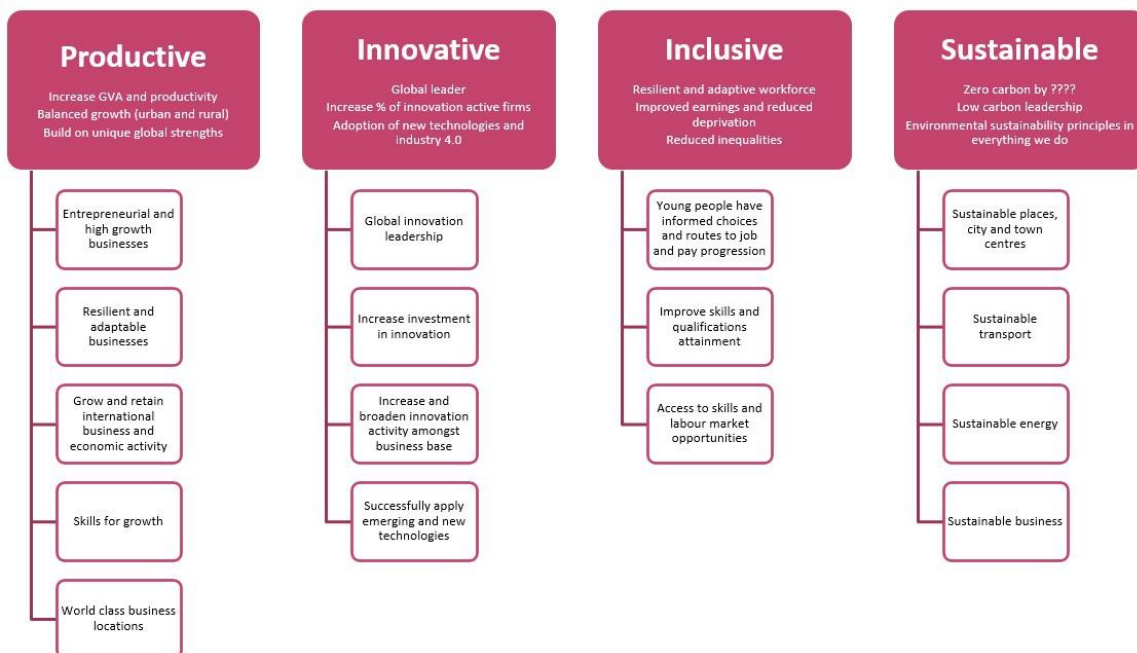 Productive
Increase GVA and productivity
Balanced growth (urban and rural)
Build on unique global strengths
Entrepreneurial and
high growth
businesses
Resilient and
adaptable
businesses
Grow and retain
international
business and
economic activity
Skills for growth
World class business
locations
Innovative
Global leader
Increase % of innovation active firms
Adoption of new technologies and
industry 4.0
Global innovation
leadership
Increase investment
in innovation
Increase and
broaden innovation
activity amongst
business base
Successfully apply
emerging and new
technologies
Inclusive
Resilient and adaptive workforce
Improved earnings and reduced
deprivation
Reduced inequalities
Young people have
informed choices
and routes to job
and pay progression
Improve skills and
qualifications
attainment
Access to skills and
labour market
opportunities
Sustainable
Zero carbon by ????
Low carbon leadership
Environmental sustainability principles in
everything we do
Sustainable places,
city and town
centres
Sustainable
transport
Sustainable energy
Sustainable business